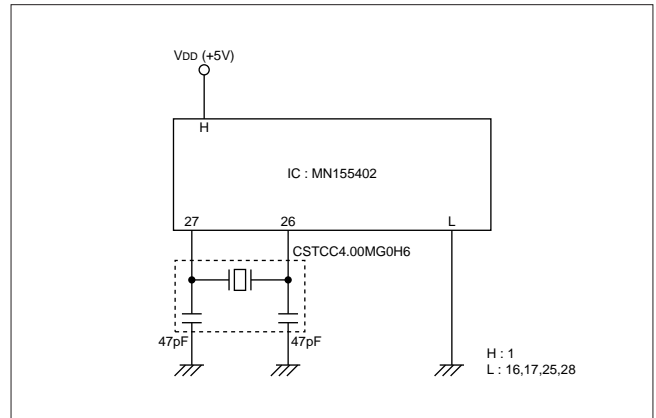 VDD (+5V)
H
IC : MN155402
27 26 L
CSTCC4.00MG0H6
47pF 47pF
H : 1
L : 16,17,25,28